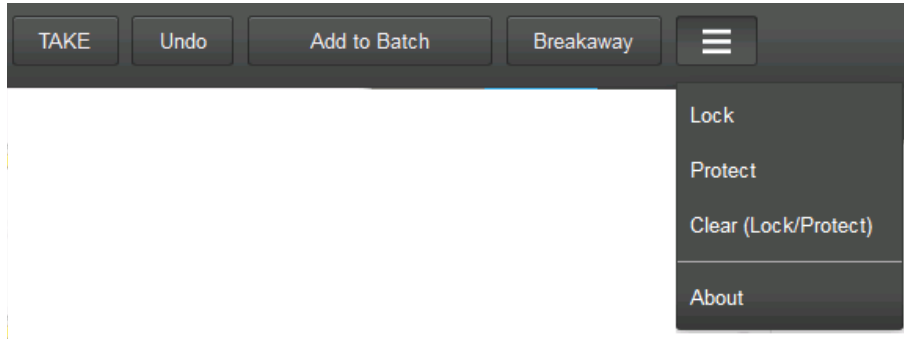 TAKE Undo Add to Batch Breakaway
Lock
Protect
Clear (Lock/Protect)
About